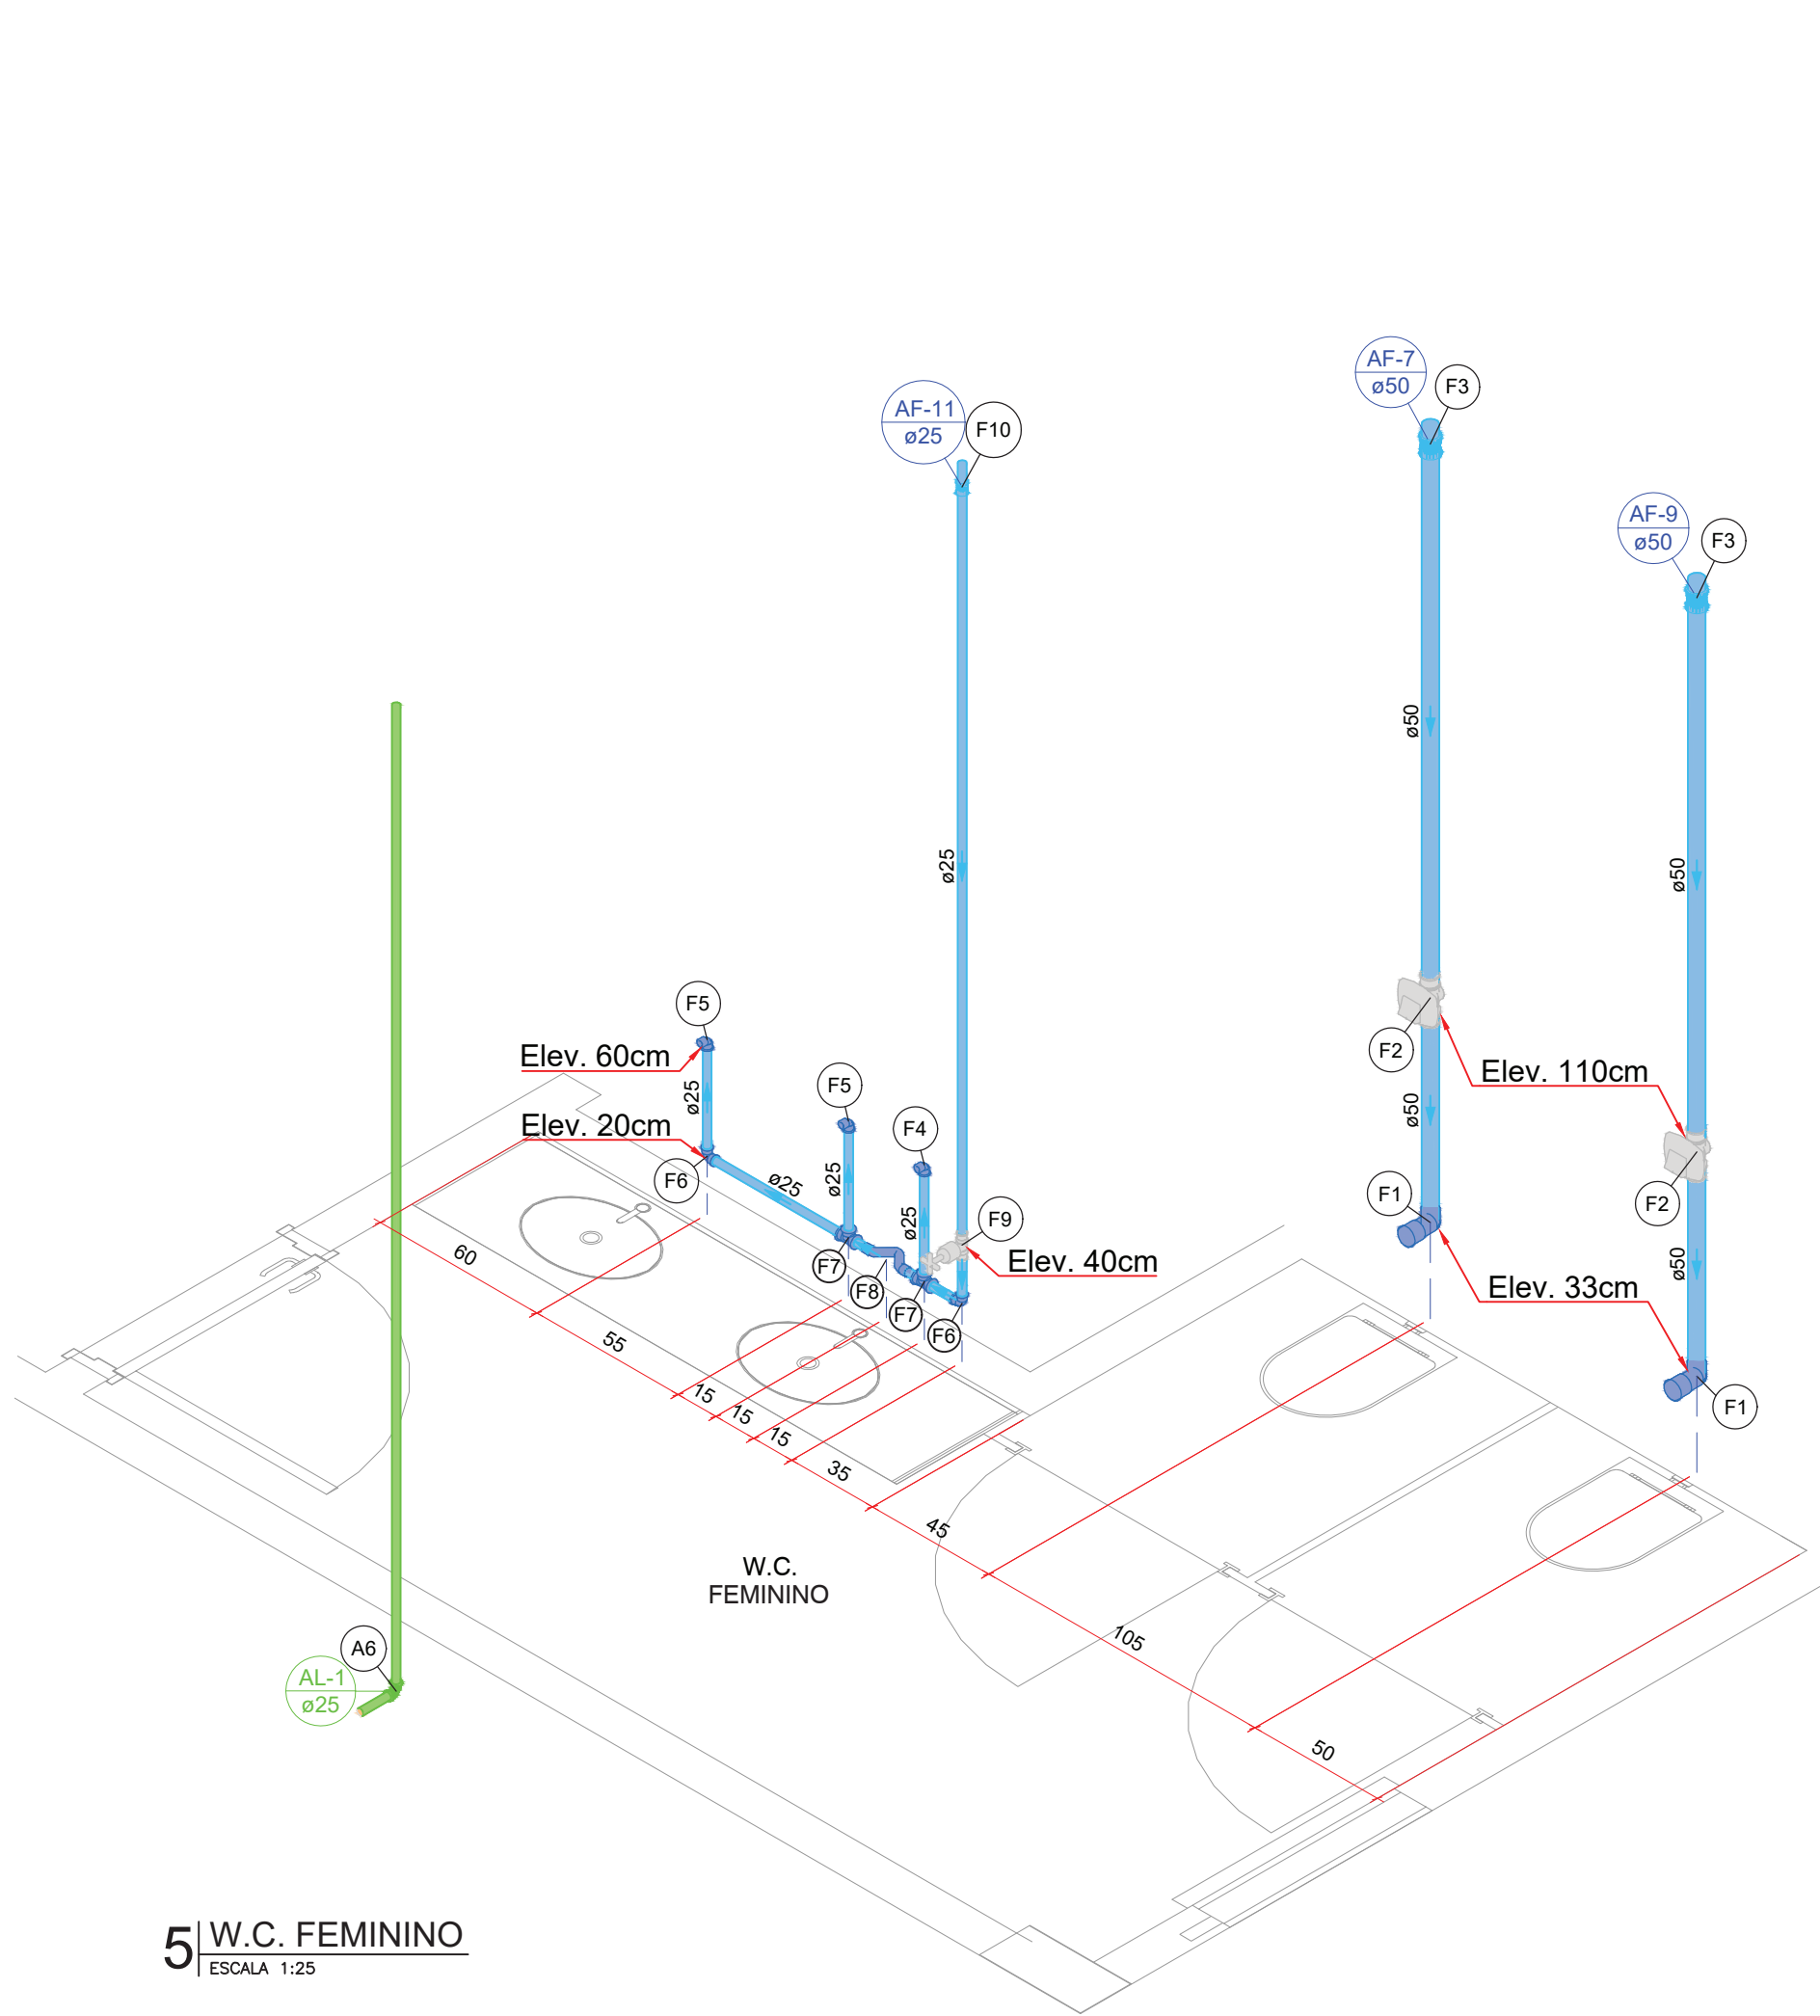 AF-7
ø50
F3
AF-11
ø25
F10
AF-9
ø50
F3
ø50
ø25
ø50
F5
Elev. 60cm
F2
F5
Elev. 110cm
ø25
ø50
Elev. 20cm
F4
F6
ø25
ø25
F1
F2
ø25
F9
F7
Elev. 40cm
F8
F7
F6
ø50
Elev. 33cm
F1
60
55
15
15
15
35
45
105
50
W.C.
FEMININO
A6
AL-1
ø25
5
W.C. FEMININO
ESCALA 1:25